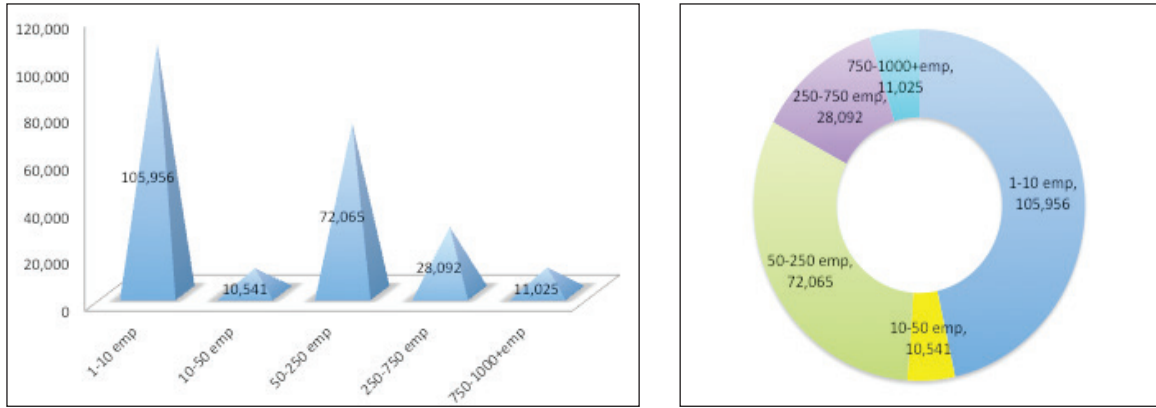 120,000
100,000
80,000
60,000
40,000
20,000
0
105,956
10,541
72,065
28,092
11,025
1-10 emp
10-50 emp
50-250 emp
250-750 emp
750-1000+emp
750-1000+emp,
11,025
250-750 emp,
28,092
1-10 emp,
105,956
50-250 emp,
72,065
10-50 emp,
10,541